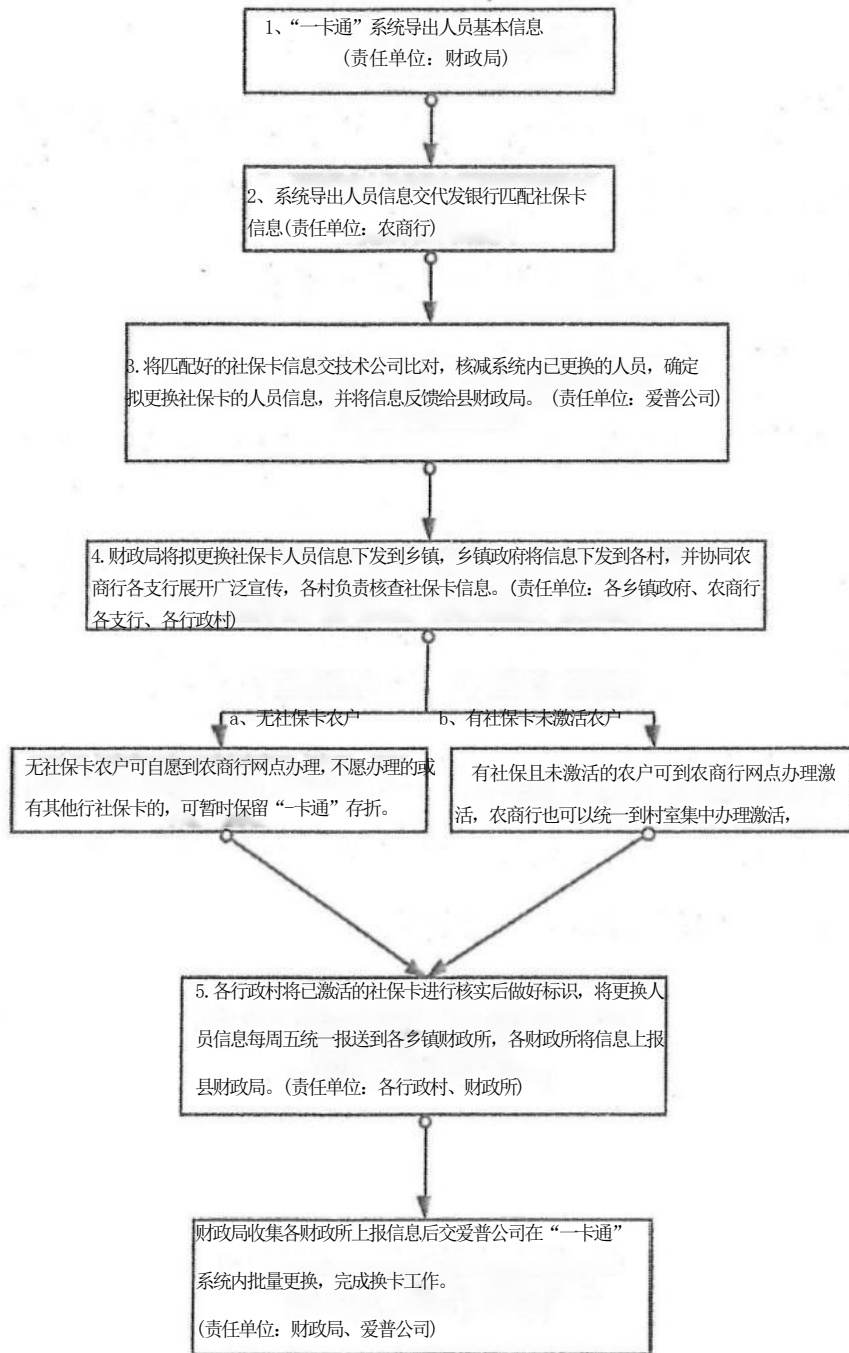 1、“一卡通”系统导出人员基本信息
(责任单位：财政局)
2、系统导出人员信息交代发银行匹配社保卡
信息(责任单位：农商行)
3.将匹配好的社保卡信息交技术公司比对，核减系统内已更换的人员，确定
拟更换社保卡的人员信息，并将信息反馈给县财政局。(责任单位：爱普公司)
4.财政局将拟更换社保卡人员信息下发到乡镇，乡镇政府将信息下发到各村，并协同农
商行各支行展开广泛宣传，各村负责核查社保卡信息。(责任单位：各乡镇政府、农商行
各支行、各行政村)
a、无社保卡农户
b、有社保卡未激活农户
无社保卡农户可自愿到农商行网点办理，不愿办理的或
有其他行社保卡的，可暂时保留“-卡通”存折。
有社保且未激活的农户可到农商行网点办理激
活，农商行也可以统一到村室集中办理激活，
5.各行政村将已激活的社保卡进行核实后做好标识，将更换人
员信息每周五统一报送到各乡镇财政所，各财政所将信息上报
县财政局。(责任单位：各行政村、财政所)
财政局收集各财政所上报信息后交爱普公司在“一卡通”
系统内批量更换，完成换卡工作。
(责任单位：财政局、爱普公司)